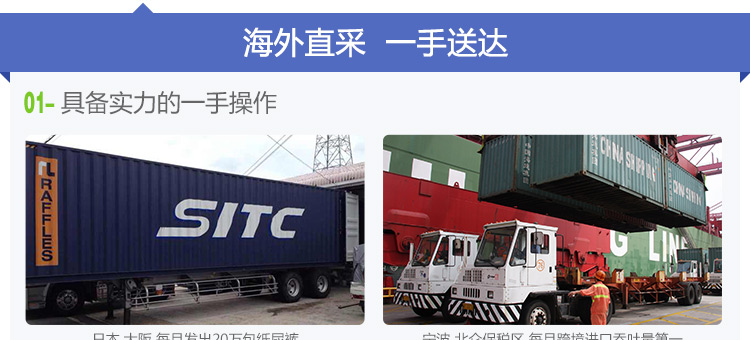 海外直采 一手送达
01- 具备实力的一手操作
RAFFLES
SITC
CHINA SHIPPING
G LINE
日本 大阪 每月发出20万包纸尿裤
宁波 北仑保税区 每月跨境进口吞吐量第一